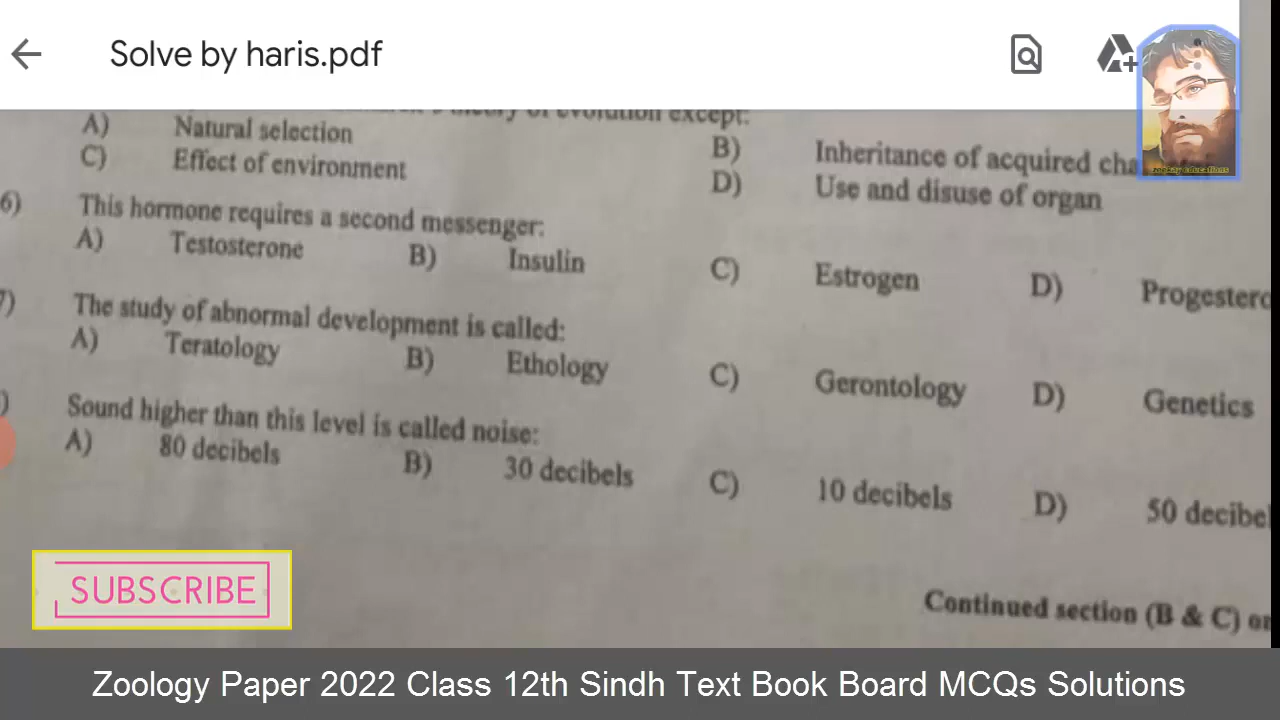 Solve by haris.pdf
theory of evolution except:
A) Natural selection B) Inheritance of acquired
C) Effect of environment D) Use and disuse of organ
6) This hormone requires a second messenger:
A) Testosterone B) Insulin C) Estrogen D)
7) The study of abnormal development is called:
A) Teratology B) Ethology C) Gerontology D) Genetics
) Sound higher than this level is called noise:
A) 80 decibels B) 30 decibels C) 10 decibels D) 50
Continued section (B & C)
SUBSCRIBE
Zoology Paper 2022 Class 12th Sindh Text Book Board MCQs Solutions